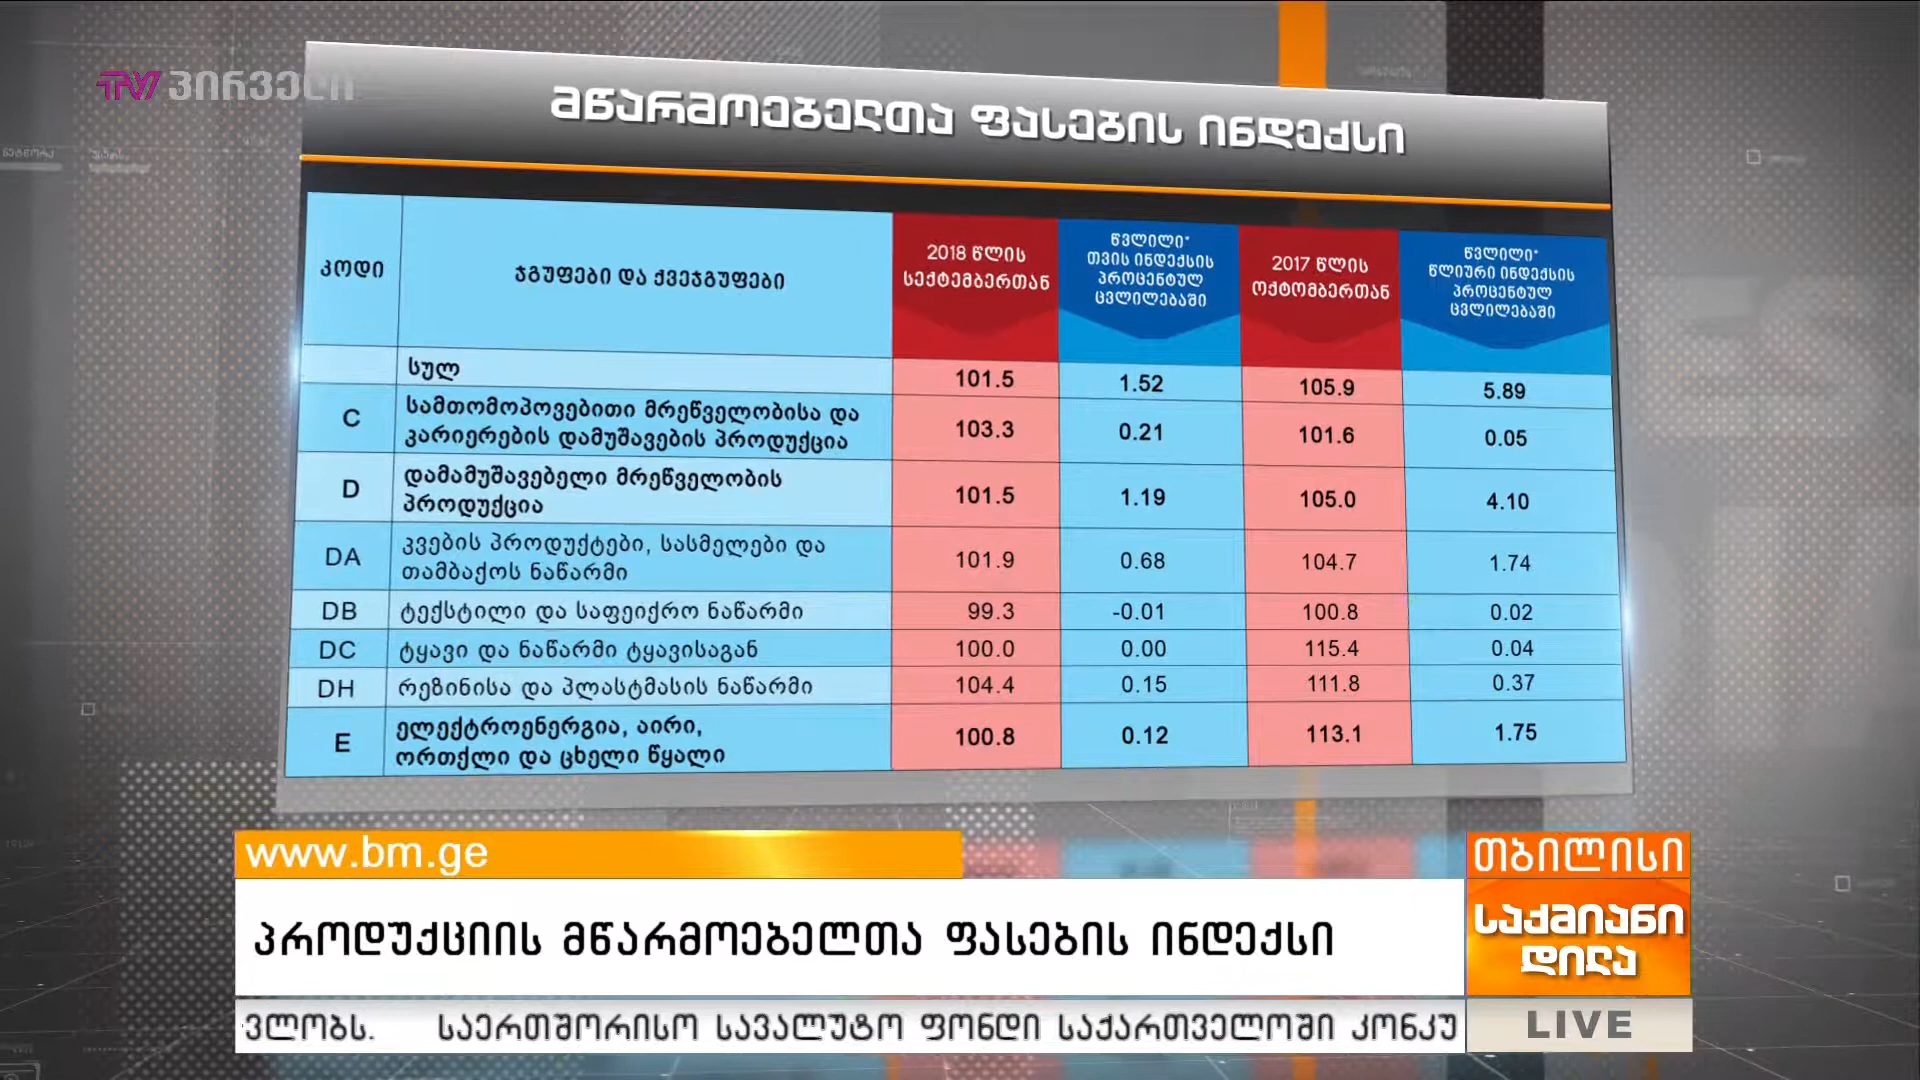 TV პირველი
მწარმოებელთა ფასების ინდექსი
კოდი
ჯგუფები და ქვეჯგუფები
2018 წლის
სექტემბერთან
წვლილი*
თვის ინდექსის
პროცენტულ
ცვლილებაში
2017 წლის
ოქტომბერთან
წვლილი*
წლიური ინდექსის
პროცენტულ
ცვლილებაში
სულ 101.5 1.52 105.9 5.89
C სამთომოპოვებითი მრეწველობისა და
კარიერების დამუშავების პროდუქცია 103.3 0.21 101.6 0.05
D დამამუშავებელი მრეწველობის
პროდუქცია 101.5 1.19 105.0 4.10
DA კვების პროდუქტები, სასმელები და
თამბაქოს ნაწარმი 101.9 0.68 104.7 1.74
DB ტექსტილი და საფეიქრო ნაწარმი 99.3 -0.01 100.8 0.02
DC ტყავი და ნაწარმი ტყავისაგან 100.0 0.00 115.4 0.04
DH რეზინისა და პლასტმასის ნაწარმი 104.4 0.15 111.8 0.37
E ელექტროენერგია, აირი,
ორთქლი და ცხელი წყალი 100.8 0.12 113.1 1.75
www.bm.ge
თბილისი
პროდუქციის მწარმოებელთა ფასების ინდექსი
საქმიანი
დილა
ვლობს. საერთშორისო სავალუტო ფონდი საქართველოში კონკუ
LIVE